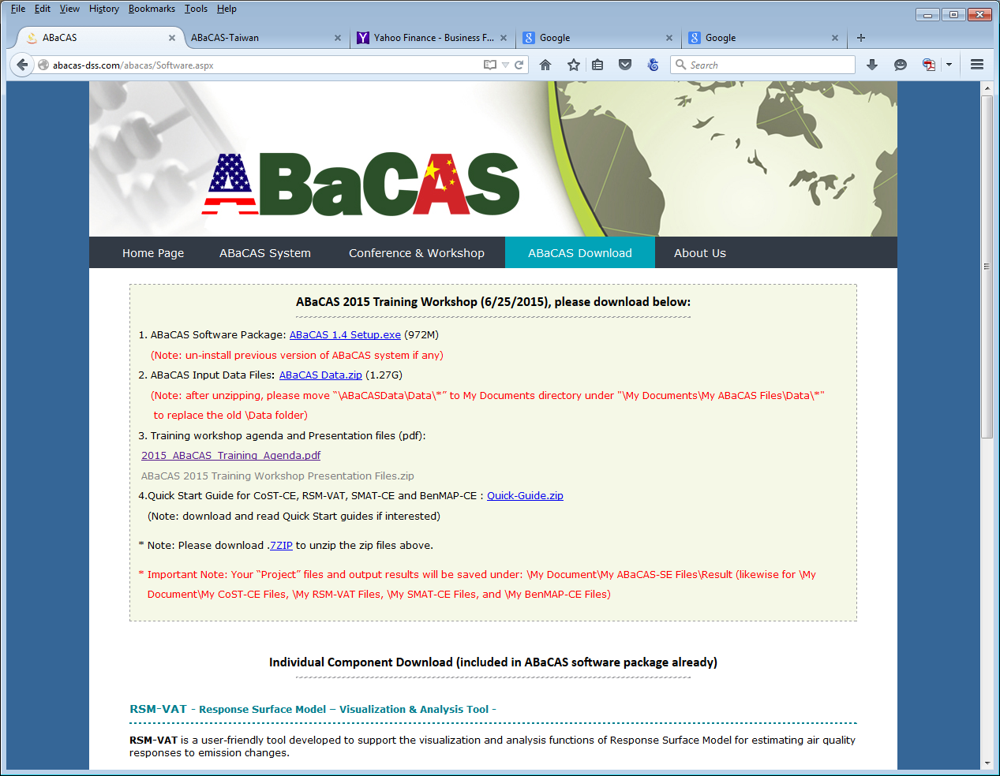 File Edit View History Bookmarks Tools Help
ABaCAS ABaCAS-Taiwan Yahoo Finance - Business F... Google Google
abacas-dss.com/abacas/Software.aspx Search
ABaCAS
Home Page ABaCAS System Conference & Workshop ABaCAS Download About Us
ABaCAS 2015 Training Workshop (6/25/2015), please download below:
1. ABaCAS Software Package: ABaCAS 1.4 Setup.exe (972M)
(Note: un-install previous version of ABaCAS system if any)
2. ABaCAS Input Data Files: ABaCAS Data.zip (1.27G)
(Note: after unzipping, please move “\ABaCASData\Data\*” to My Documents directory under "\My Documents\My ABaCAS Files\Data\*"
to replace the old \Data folder)
3. Training workshop agenda and Presentation files (pdf):
2015_ABaCAS_Training_Agenda.pdf
ABaCAS 2015 Training Workshop Presentation Files.zip
4.Quick Start Guide for CoST-CE, RSM-VAT, SMAT-CE and BenMAP-CE : Quick-Guide.zip
(Note: download and read Quick Start guides if interested)
* Note: Please download .7ZIP to unzip the zip files above.
* Important Note: Your “Project” files and output results will be saved under: \My Document\My ABaCAS-SE Files\Result (likewise for \My
Document\My CoST-CE Files, \My RSM-VAT Files, \My SMAT-CE Files, and \My BenMAP-CE Files)
Individual Component Download (included in ABaCAS software package already)
RSM-VAT - Response Surface Model – Visualization & Analysis Tool -
RSM-VAT is a user-friendly tool developed to support the visualization and analysis functions of Response Surface Model for estimating air quality
responses to emission changes.